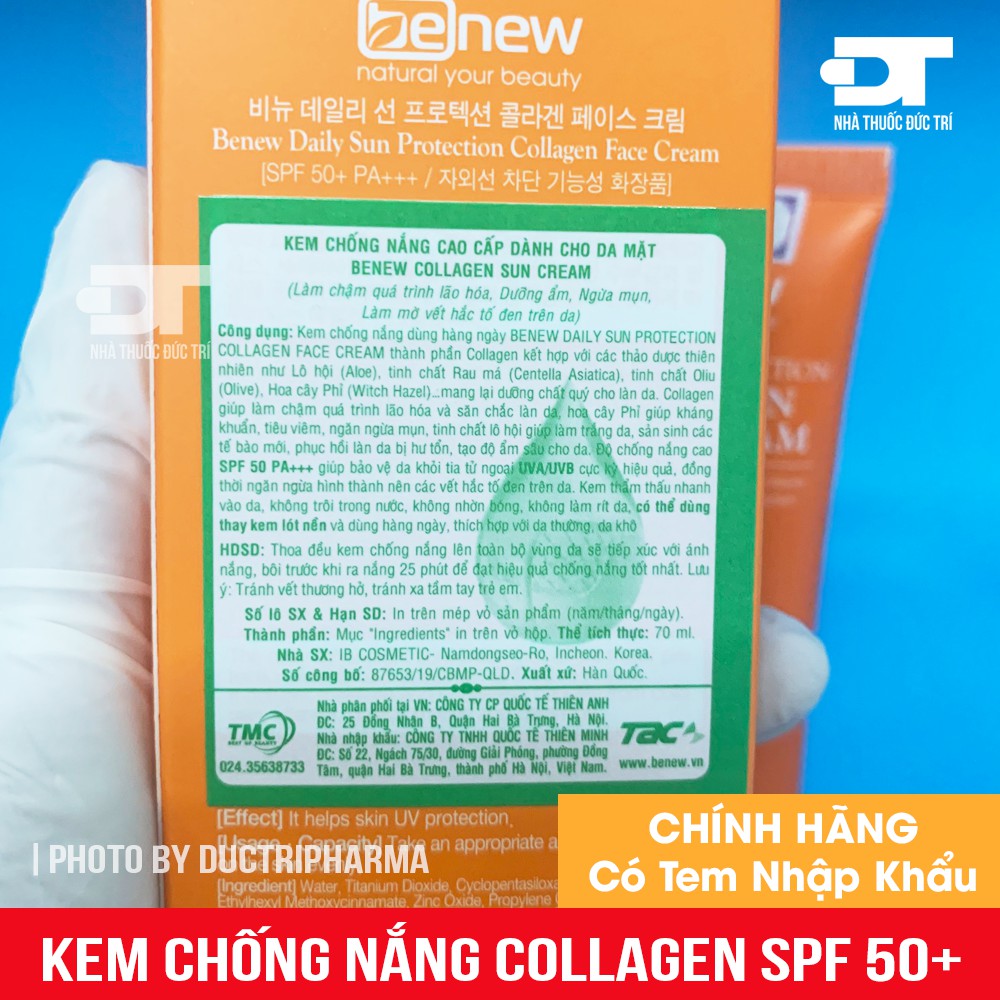 benew
natural your beauty
비뉴 데일리 선 프로텍션 콜라겐 페이스 크림
Benew Daily Sun Protection Collagen Face Cream
[SPF 50+ PA+++ / 자외선 차단 기능성 화장품]
DT
NHÀ THUỐC ĐỨC TRÍ
KEM CHỐNG NẮNG CAO CẤP DÀNH CHO DA MẶT
BENEW COLLAGEN SUN CREAM
(Làm chậm quá trình lão hóa, Dưỡng ẩm, Ngừa mụn,
Làm mờ vết hắc tố đen trên da)
DT
NHÀ THUỐC ĐỨC TRÍ
Công dụng: Kem chống nắng dùng hàng ngày BENEW DAILY SUN PROTECTION
COLLAGEN FACE CREAM thành phần Collagen kết hợp với các thảo dược thiên
nhiên như Lô hội (Aloe), tinh chất Rau má (Centella Asiatica), tinh chất Oliu
(Olive), Hoa cây Phỉ (Witch Hazel)...mang lại dưỡng chất quý cho làn da. Collagen
giúp làm chậm quá trình lão hóa và săn chắc làn da, hoa cây Phỉ giúp kháng
khuẩn, tiêu viêm, ngăn ngừa mụn, tinh chất lô hội giúp làm trắng da, sản sinh các
tế bào mới, phục hồi làn da bị hư tổn, tạo độ ẩm sâu cho da. Độ chống nắng cao
SPF 50 PA+++ giúp bảo vệ da khỏi tia tử ngoại UVA/UVB cực kỳ hiệu quả, đồng
thời ngăn ngừa hình thành nên các vết hắc tố đen trên da. Kem thẩm thấu nhanh
vào da, không trôi trong nước, không nhờn bóng, không làm rít da, có thể dùng
thay kem lót nền và dùng hàng ngày, thích hợp với da thường, da khô
HDSD: Thoa đều kem chống nắng lên toàn bộ vùng da sẽ tiếp xúc với ánh
nắng, bôi trước khi ra nắng 25 phút để đạt hiệu quả chống nắng tốt nhất. Lưu
ý: Tránh vết thương hở, tránh xa tầm tay trẻ em.
Số lô SX & Hạn SD: In trên mép vỏ sản phẩm (năm/tháng/ngày).
Thành phần: Mục "Ingredients" in trên vỏ hộp. Thể tích thực: 70 ml.
Nhà SX: IB COSMETIC- Namdongseo-Ro, Incheon. Korea.
Số công bố: 87653/19/CBMP-QLD. Xuất xứ: Hàn Quốc.
TMC
BEST OF BEAUTY
024.35638733
Nhà phân phối tại VN: CÔNG TY CP QUỐC TẾ THIÊN ANH
ĐC: 25 Đồng Nhân B, Quận Hai Bà Trưng, Hà Nội.
Nhà nhập khẩu: CÔNG TY TNHH QUỐC TẾ THIÊN MINH
ĐC: Số 22, Ngách 75/30, đường Giải Phóng, phường Đồng
Tâm, quận Hai Bà Trưng, thành phố Hà Nội, Việt Nam.
TAC
www.benew.vn
[Effect] It helps skin UV protection.
[Usage Capacity] Take an appropriate a
[Ingredient] Water, Titanium Dioxide, Cyclopentasiloxa
Ethylhexyl Methoxycinnamate, Zinc Oxide, Propylene
| PHOTO BY DUCTRIPHARMA
CHÍNH HÃNG
Có Tem Nhập Khẩu
KEM CHỐNG NẮNG COLLAGEN SPF 50+